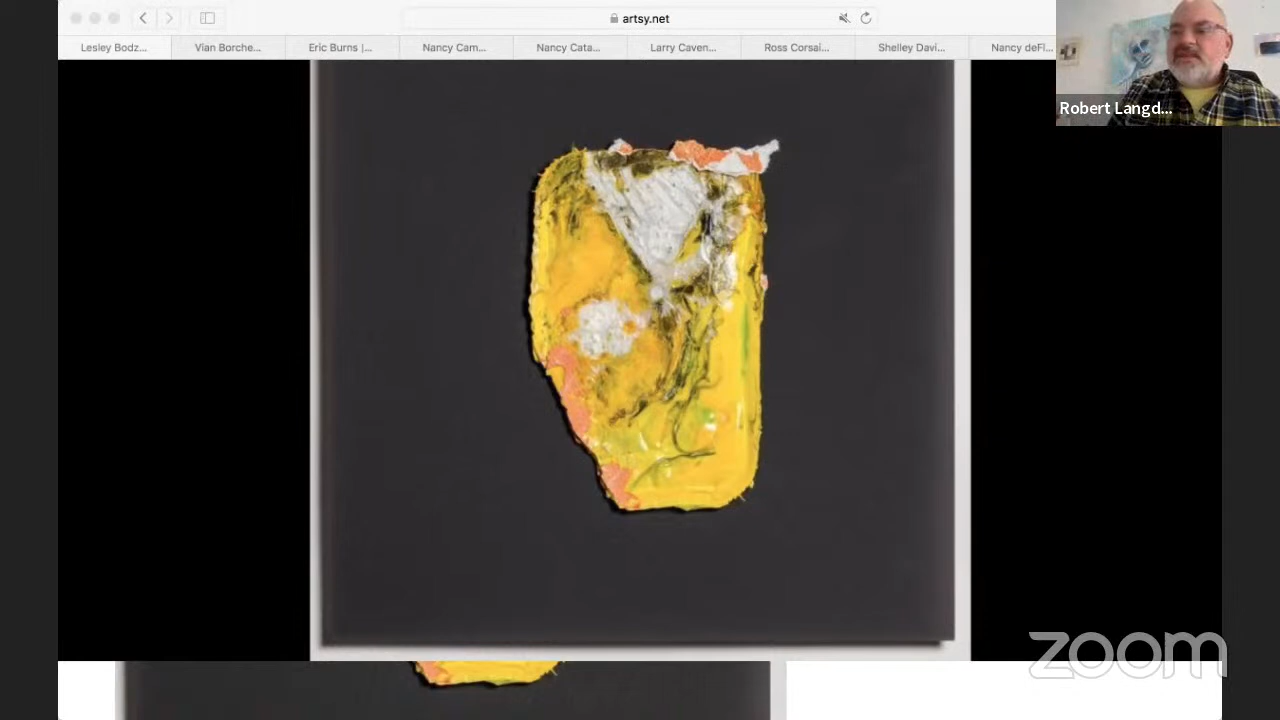 artsy.net
Lesley Bodz...
Vian Borche...
Eric Burns |...
Nancy Cam...
Nancy Cata...
Larry Caven...
Ross Corsai...
Shelley Davi...
Nancy deFl...
Robert Langd...
zoom